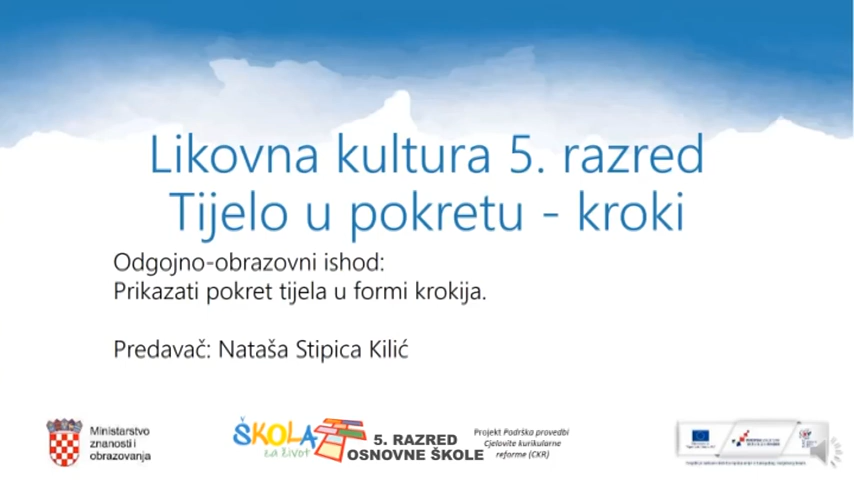 Likovna kultura 5. razred
Tijelo u pokretu - kroki
Odgojno-obrazovni ishod:
Prikazati pokret tijela u formi krokija.
Predavač: Nataša Stipica Kilić
Ministarstvo
znanosti i
obrazovanja
ŠKOLA
za život
5. RAZRED
OSNOVNE ŠKOLE
Projekt Podrška provedbi
Cjelovite kurikularne
reforme (CKR)